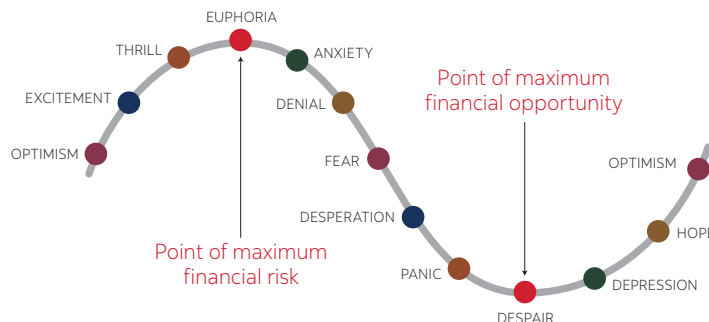 EUPHORIA
THRILL
ANXIETY
EXCITEMENT
DENIAL
Point of maximum
financial opportunity
OPTIMISM
FEAR
OPTIMISM
DESPERATION
HOPE
Point of maximum
financial risk
PANIC
DEPRESSION
DESPAIR